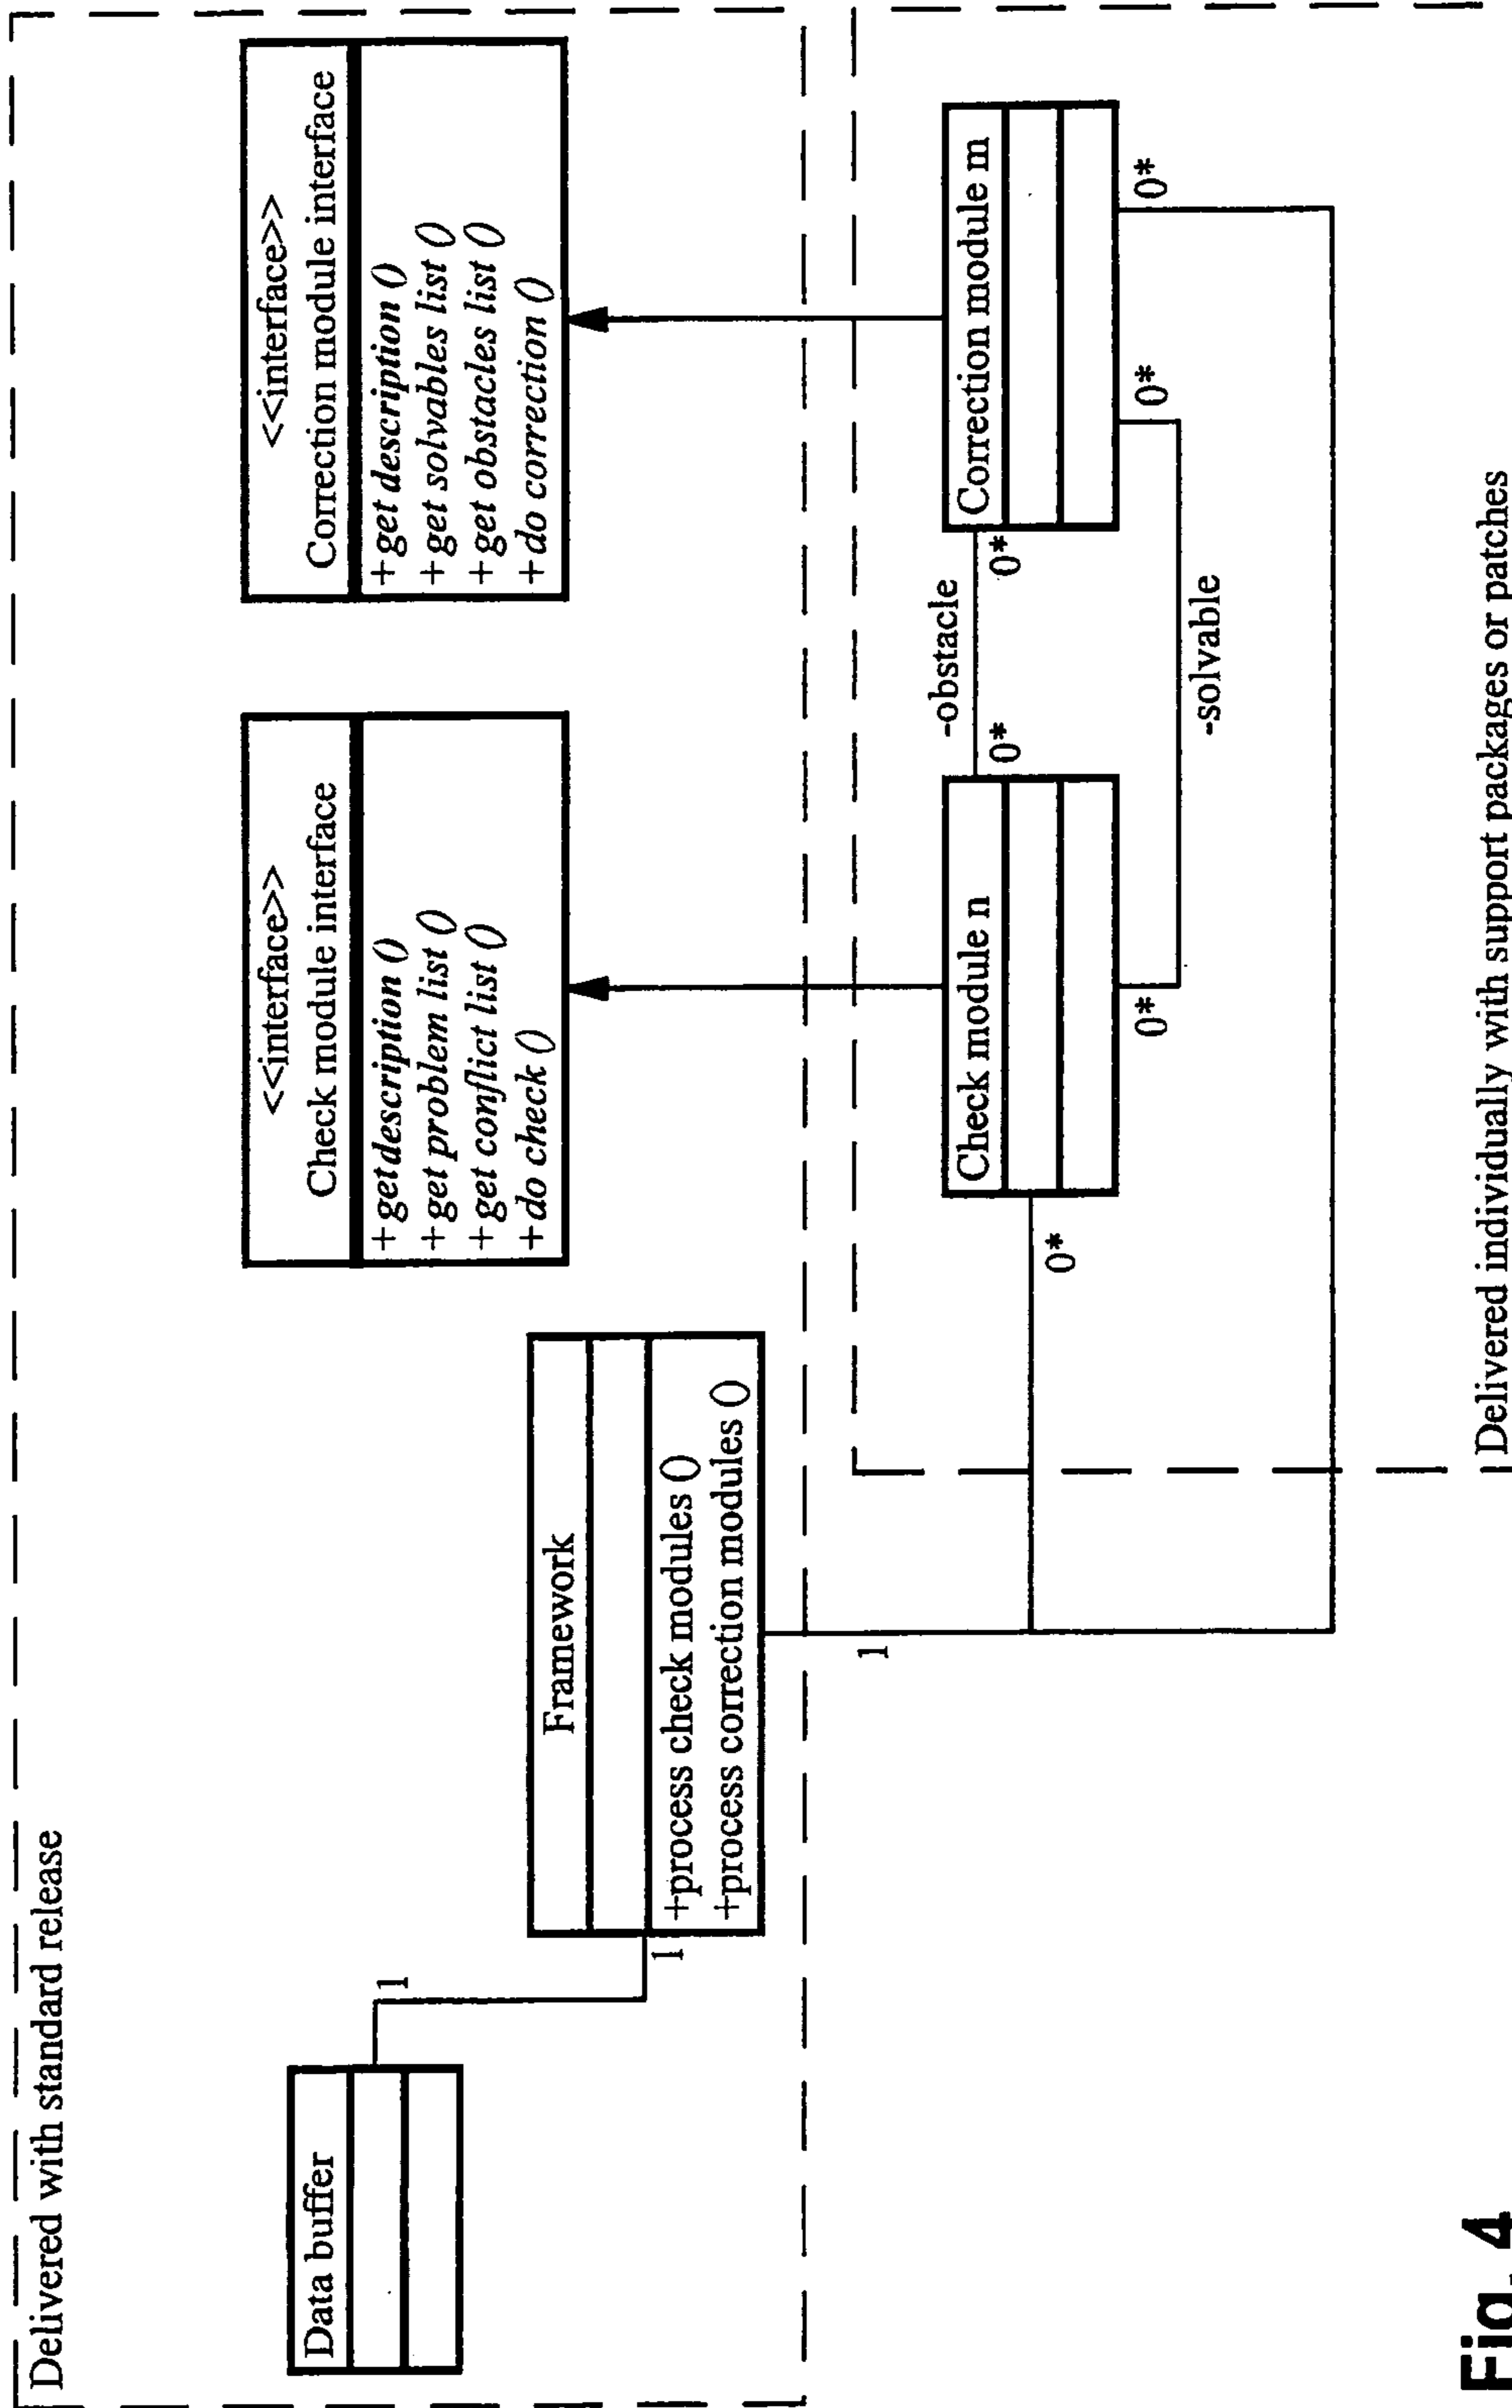 Delivered with standard release
Data buffer
1
1
Framework
+process check modules ()
+process correction modules ()
1
<<interface>>
Check module interface
+getdescription ()
+get problem list ()
+get conflict list ()
+do check ()
<<interface>>
Correction module interface
+get description ()
+get solvables list ()
+get obstacles list ()
+do correction ()
Check module n
0*
0*
0*
-obstacle
-solvable
Correction module m
0*
0*
0*
Delivered individually with support packages or patches
Fig. 4